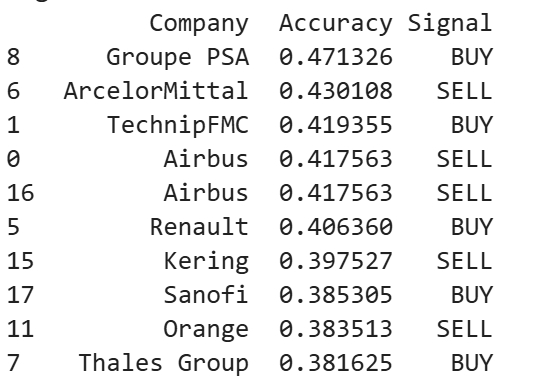 Company Accuracy Signal
8 Groupe PSA 0.471326 BUY
6 ArcelorMittal 0.430108 SELL
1 TechnipFMC 0.419355 BUY
0 Airbus 0.417563 SELL
16 Airbus 0.417563 SELL
5 Renault 0.406360 BUY
15 Kering 0.397527 SELL
17 Sanofi 0.385305 BUY
11 Orange 0.383513 SELL
7 Thales Group 0.381625 BUY